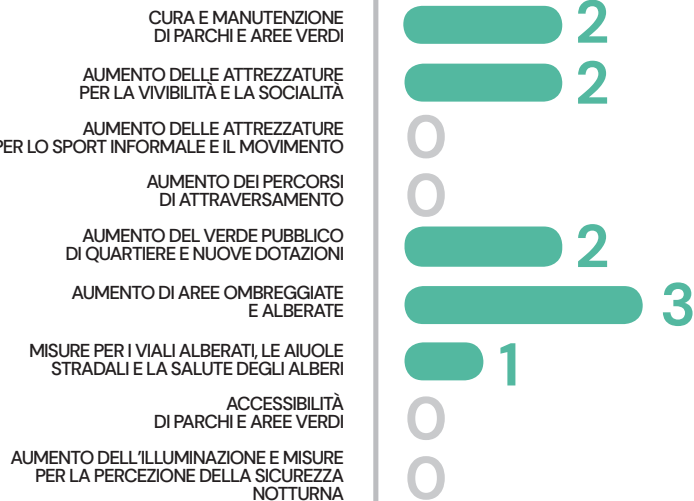 CURA E MANUTENZIONE
DI PARCHI E AREE VERDI
2
AUMENTO DELLE ATTREZZATURE
PER LA VIVIBILITÀ E LA SOCIALITÀ
2
AUMENTO DELLE ATTREZZATURE
PER LO SPORT INFORMALE E IL MOVIMENTO
0
AUMENTO DEI PERCORSI
DI ATTRAVERSAMENTO
0
AUMENTO DEL VERDE PUBBLICO
DI QUARTIERE E NUOVE DOTAZIONI
2
AUMENTO DI AREE OMBREGGIATE
E ALBERATE
3
MISURE PER I VIALI ALBERATI, LE AIUOLE
STRADALI E LA SALUTE DEGLI ALBERI
1
ACCESSIBILITÀ
DI PARCHI E AREE VERDI
0
AUMENTO DELL'ILLUMINAZIONE E MISURE
PER LA PERCEZIONE DELLA SICUREZZA
NOTTURNA
0